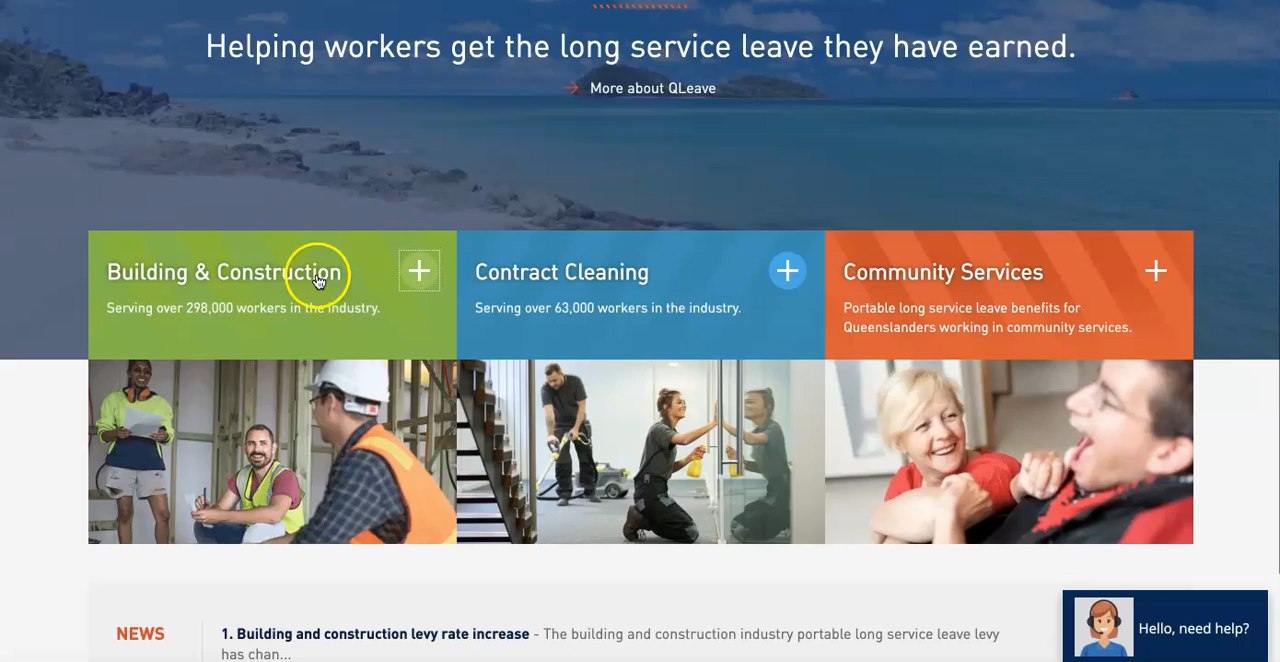 Helping workers get the long service leave they have earned.
More about QLeave
Building & Construction
Serving over 298,000 workers in the industry.
Contract Cleaning
Serving over 63,000 workers in the industry.
Community Services
Portable long service leave benefits for
Queenslanders working in community services.
NEWS
1. Building and construction levy rate increase - The building and construction industry portable long service leave levy
has chan...
Hello, need help?